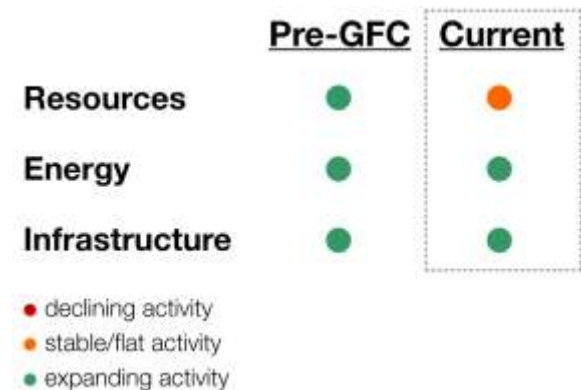 Pre-GFC Current
Resources
Energy
Infrastructure
declining activity
stable/flat activity
expanding activity